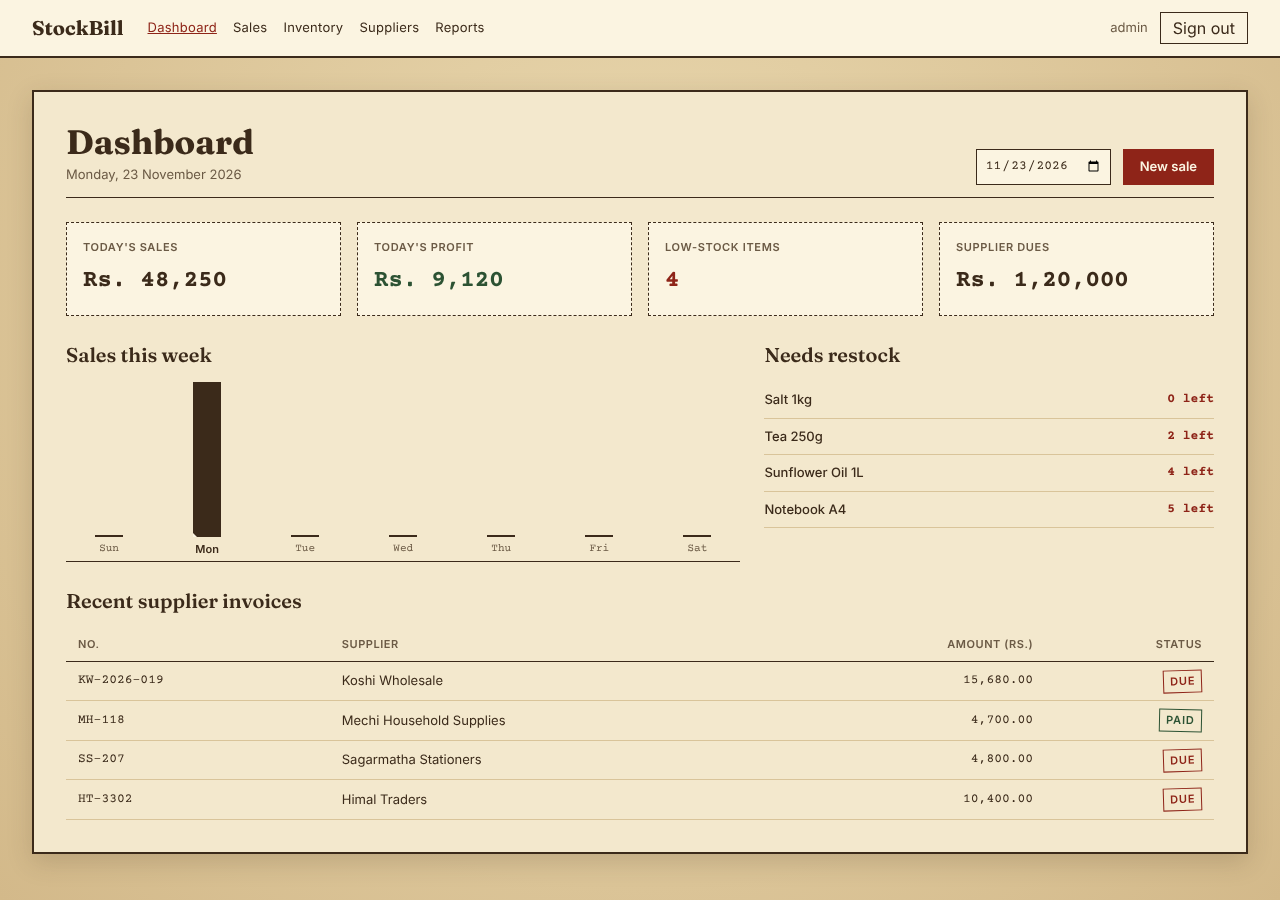 StockBill Dashboard Sales Inventory Suppliers Reports admin Sign out
Dashboard
Monday, 23 November 2026
11/23/2026 New sale
TODAY'S SALES TODAY'S PROFIT LOW-STOCK ITEMS SUPPLIER DUES
Rs. 48,250 Rs. 9,120 4 Rs. 1,20,000
Sales this week
Sun Mon Tue Wed Thu Fri Sat
Needs restock
Salt 1kg 0 left
Tea 250g 2 left
Sunflower Oil 1L 4 left
Notebook A4 5 left
Recent supplier invoices
NO. SUPPLIER AMOUNT (RS.) STATUS
KW-2026-019 Koshi Wholesale 15,680.00 DUE
MH-118 Mechi Household Supplies 4,700.00 PAID
SS-207 Sagarmatha Stationers 4,800.00 DUE
HT-3302 Himal Traders 10,400.00 DUE